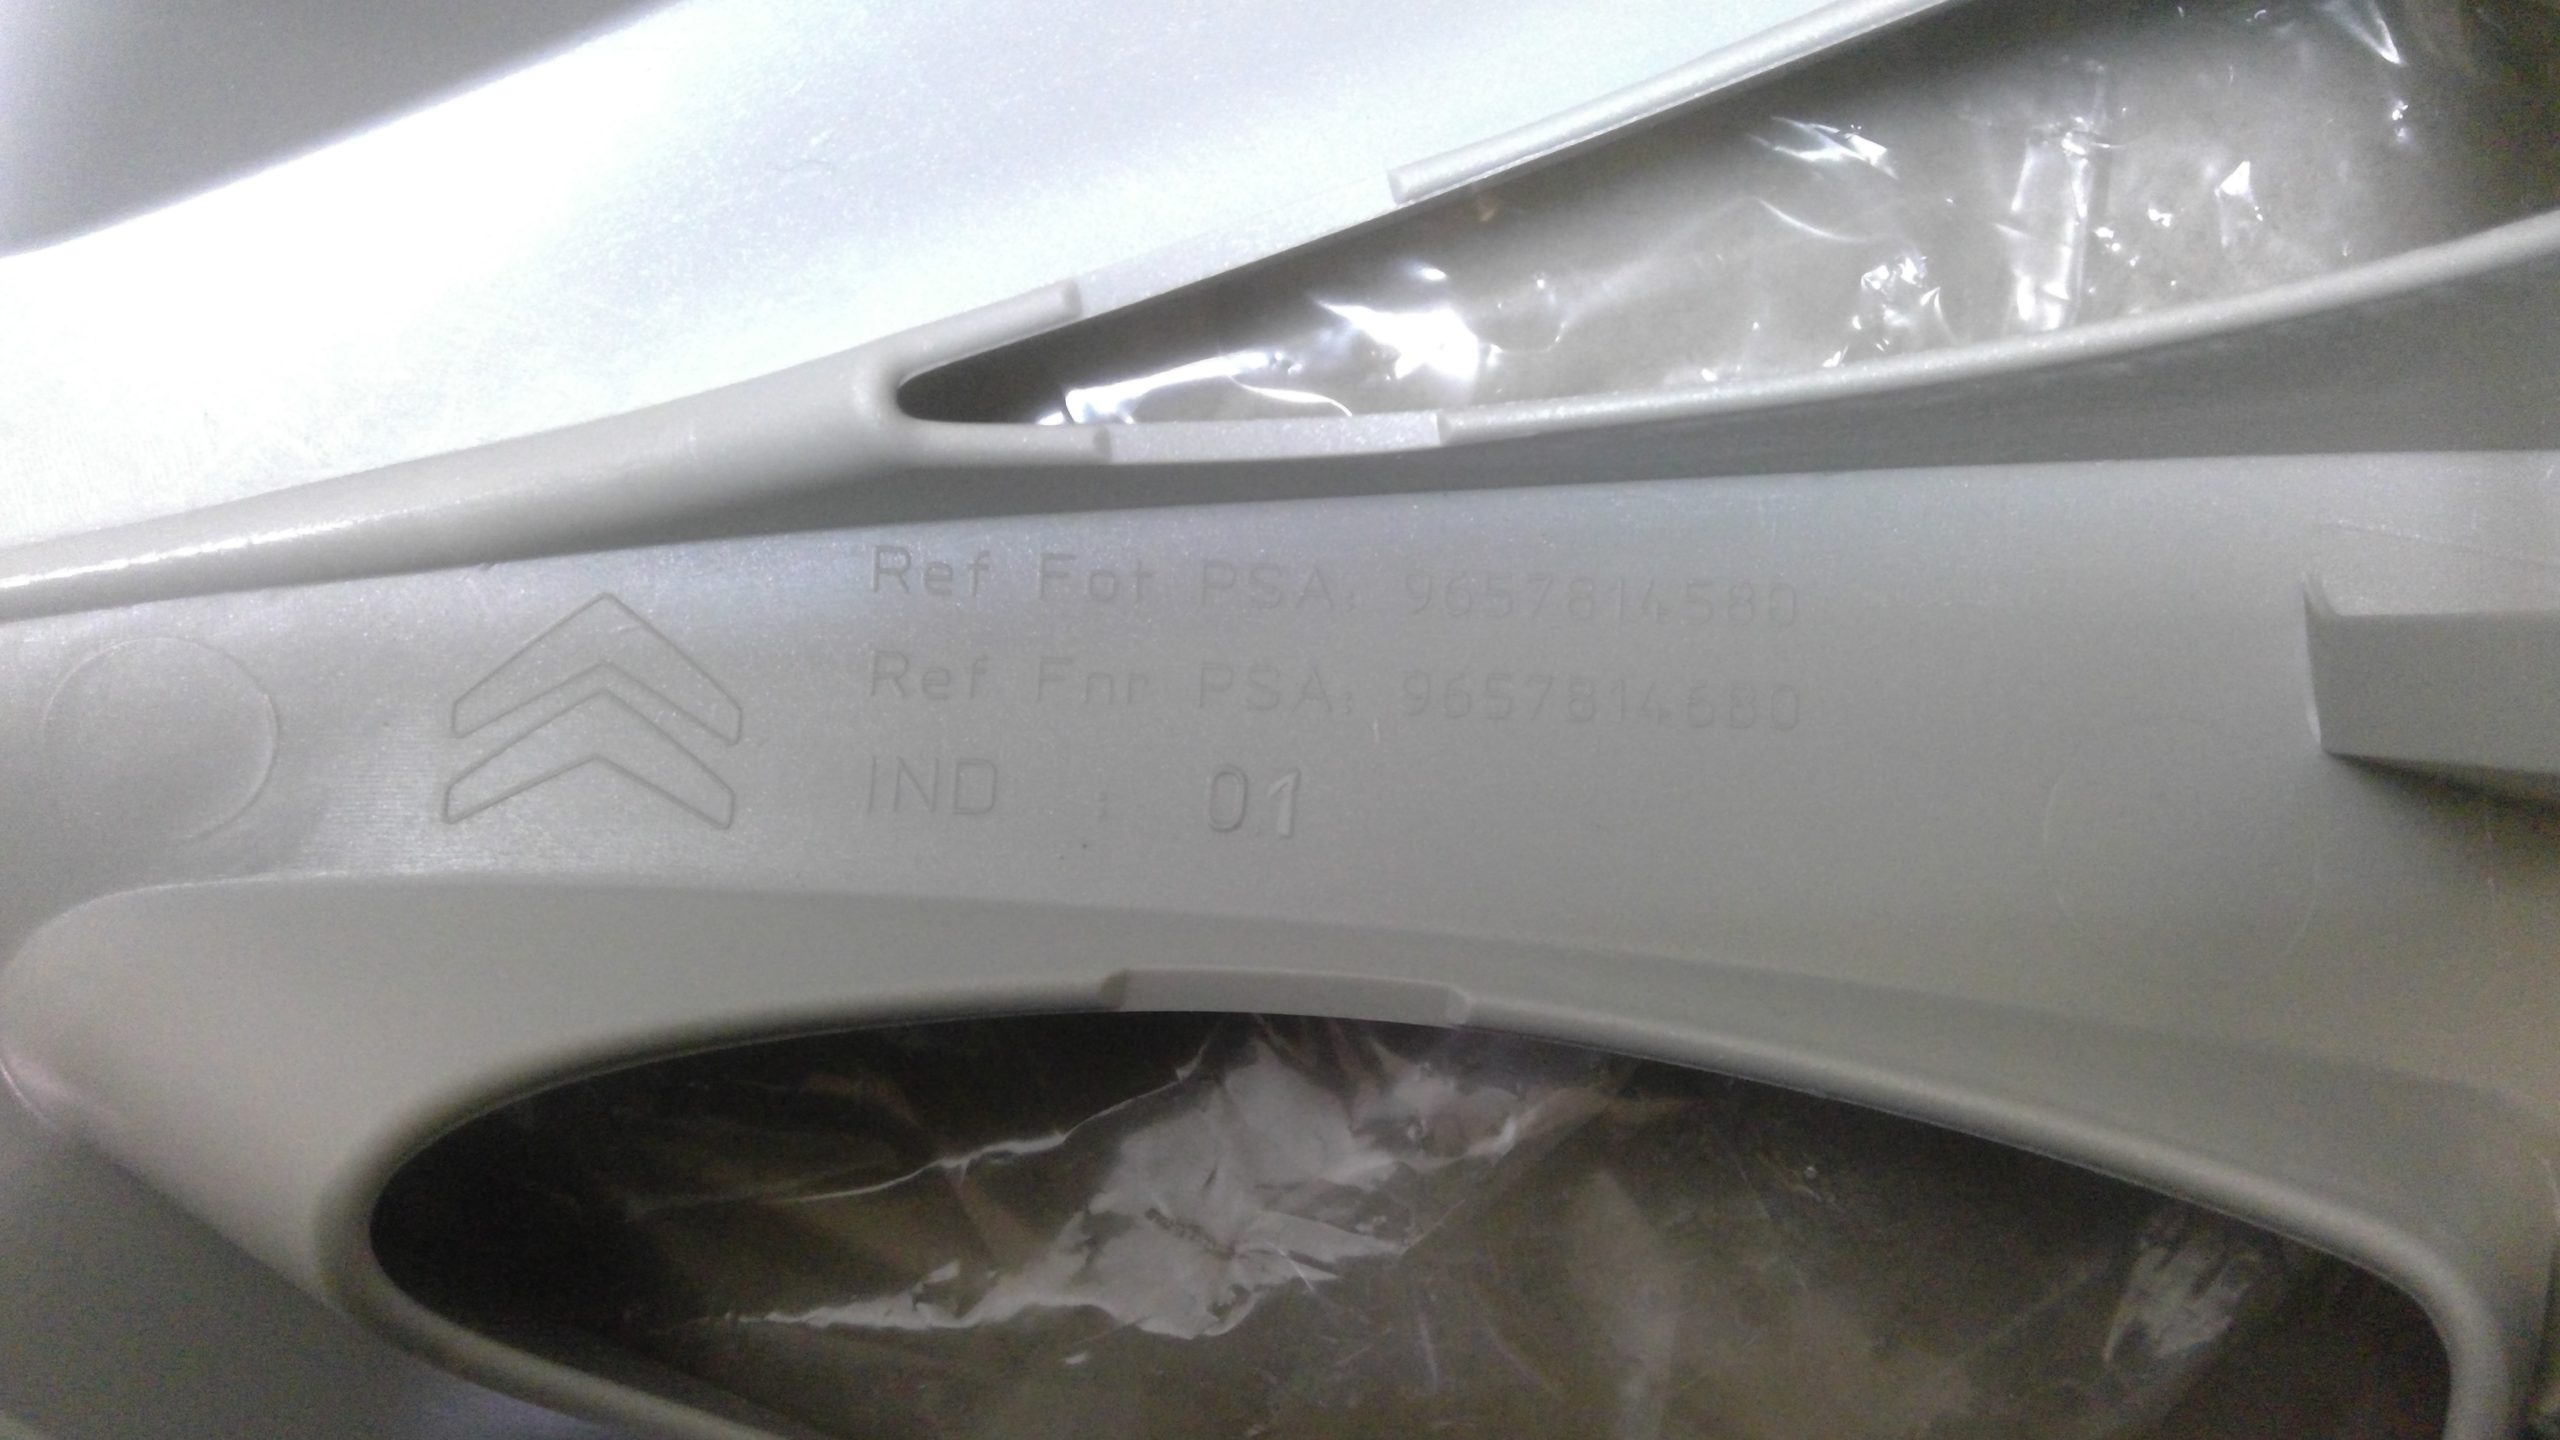 Ref Fot PSA: 9657814580
Ref Fnr PSA: 9657814680
IND : 01